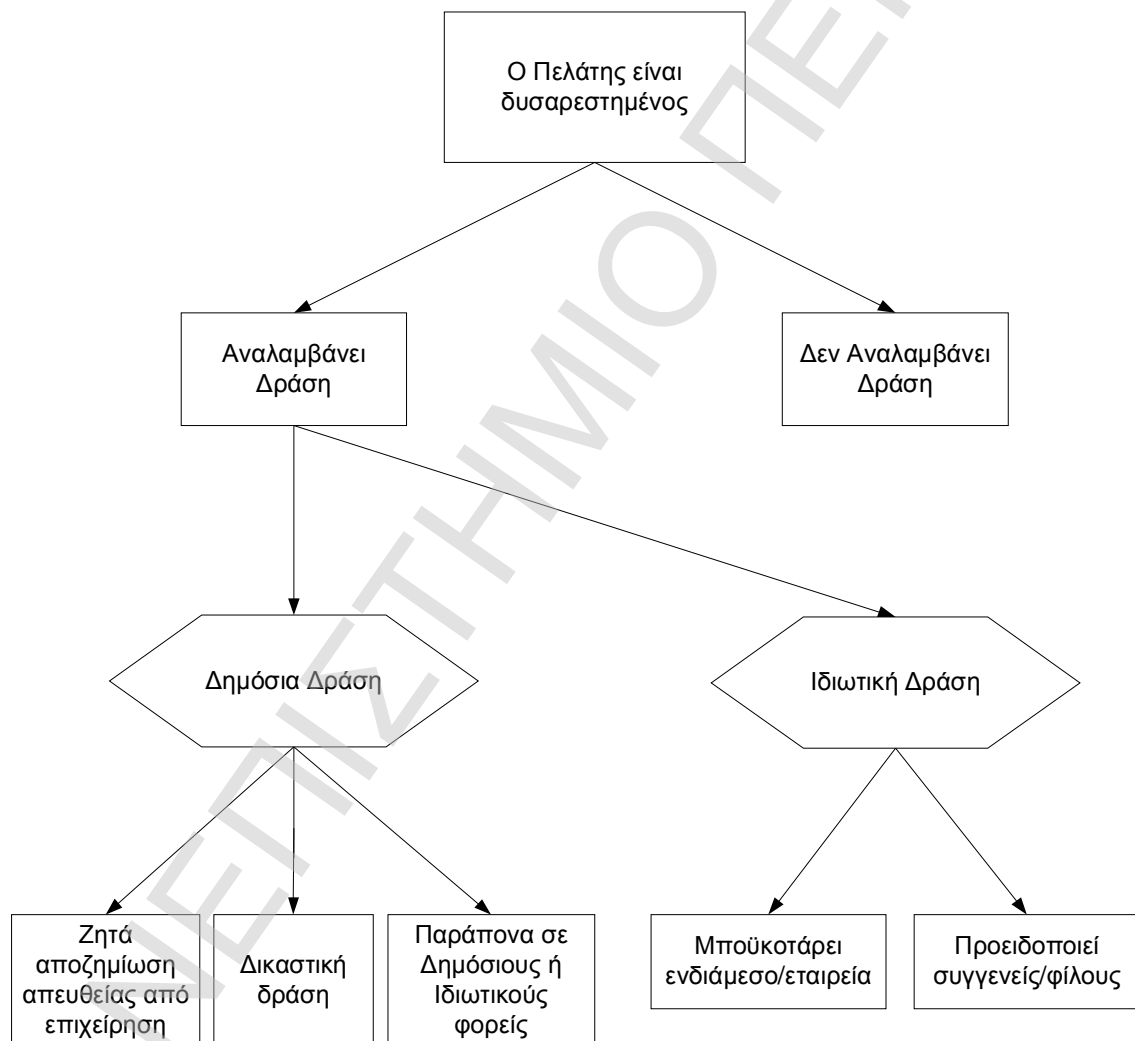 Ο Πελάτης είναι
δυσαρεστημένος
Αναλαμβάνει
Δράση
Δεν Αναλαμβάνει
Δράση
Δημόσια Δράση
Ιδιωτική Δράση
Ζητά
αποζημίωση
απευθείας από
επιχείρηση
Δικαστική
δράση
Παράπονα σε
Δημόσιους ή
Ιδιωτικούς
φορείς
Μποϋκοτάρει
ενδιάμεσο/εταιρεία
Προειδοποιεί
συγγενείς/φίλους